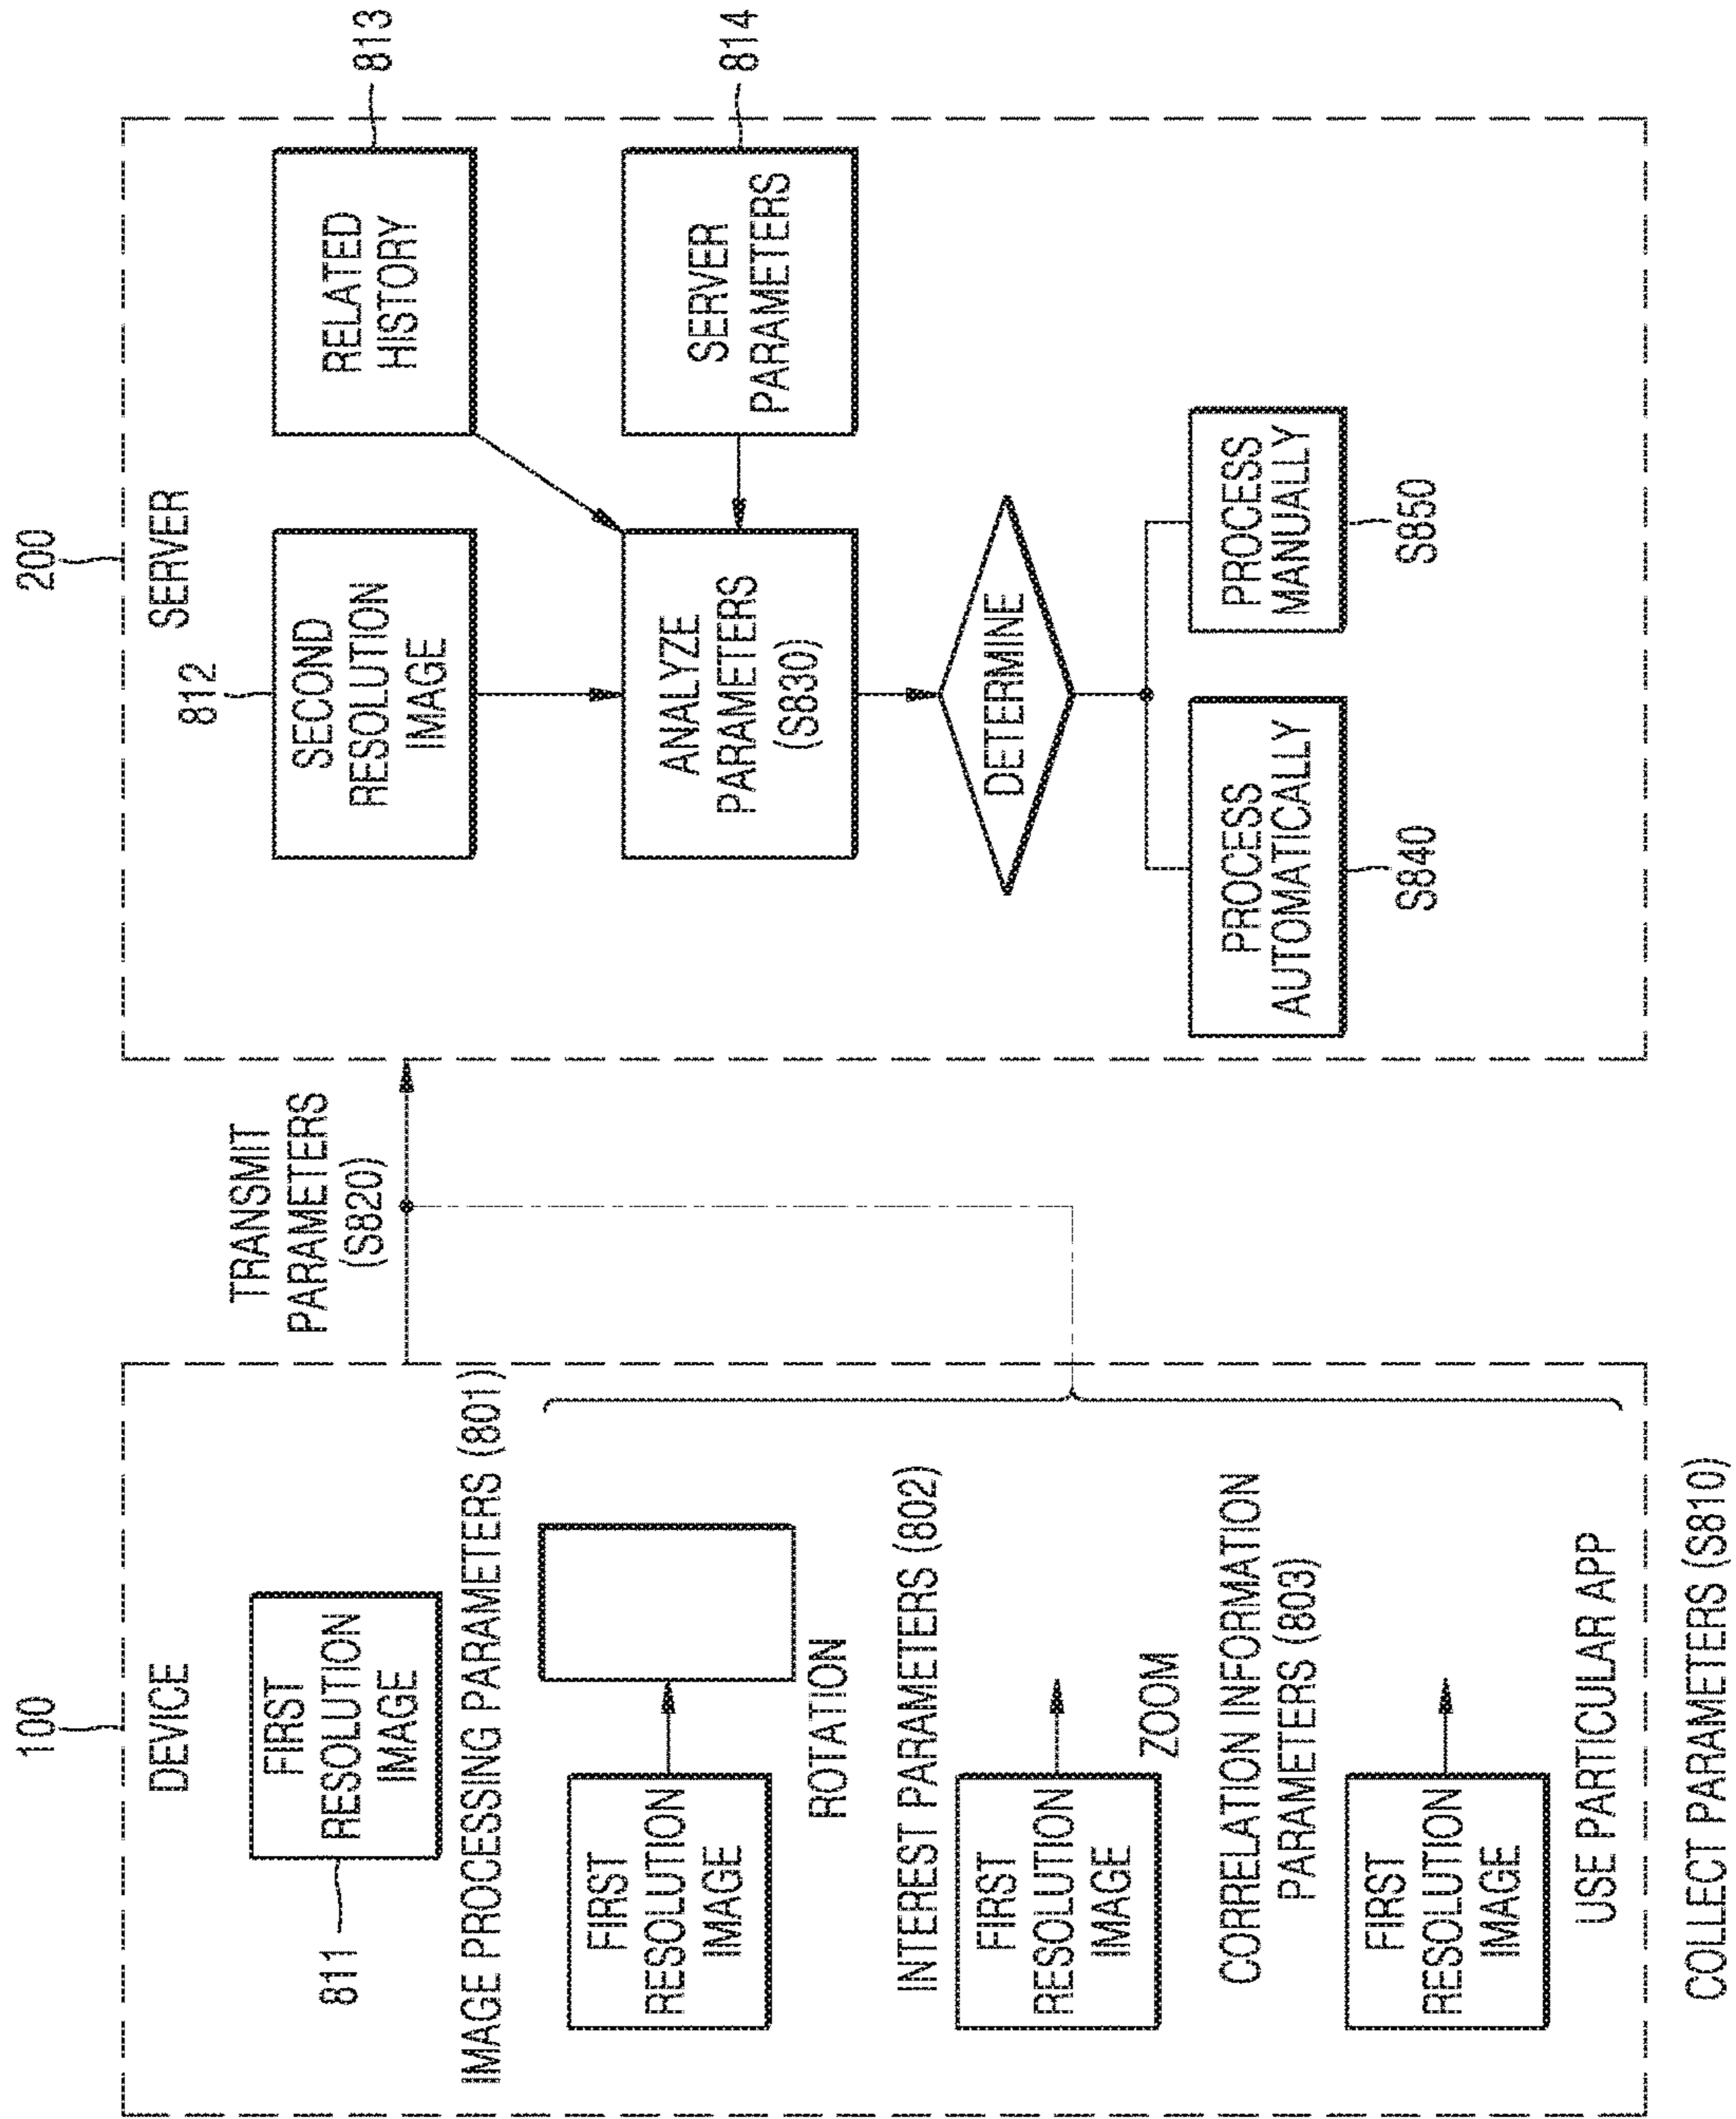 100
DEVICE
811
FIRST
RESOLUTION
IMAGE
IMAGE PROCESSING PARAMETERS (801)
FIRST
RESOLUTION
IMAGE
ROTATION
INTEREST PARAMETERS (802)
FIRST
RESOLUTION
IMAGE
ZOOM
CORRELATION INFORMATION
PARAMETERS (803)
FIRST
RESOLUTION
IMAGE
USE PARTICULAR APP
COLLECT PARAMETERS (S810)
TRANSMIT
PARAMETERS
(S820)
200
SERVER
812
SECOND
RESOLUTION
IMAGE
RELATED
HISTORY
813
ANALYZE
PARAMETERS
(S830)
SERVER
PARAMETERS
814
DETERMINE
PROCESS
AUTOMATICALLY
S840
PROCESS
MANUALLY
S850